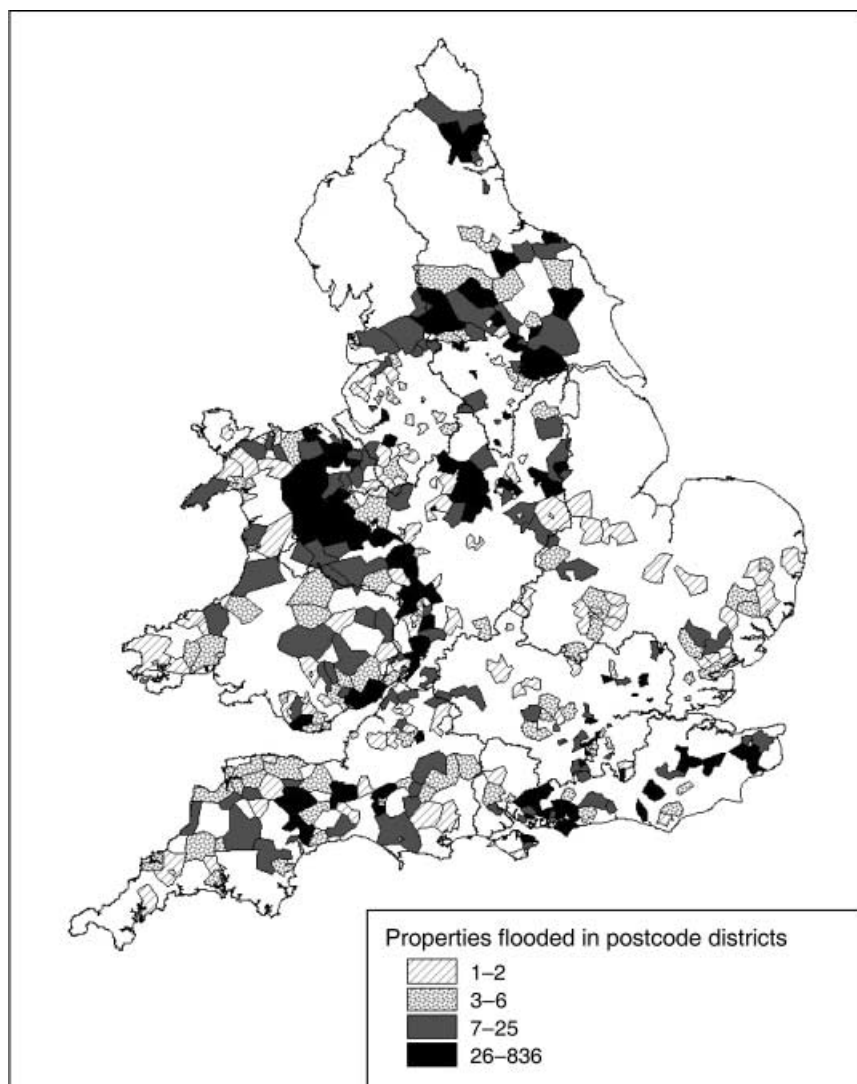 Properties flooded in postcode districts
1–2
3–6
7–25
26–836